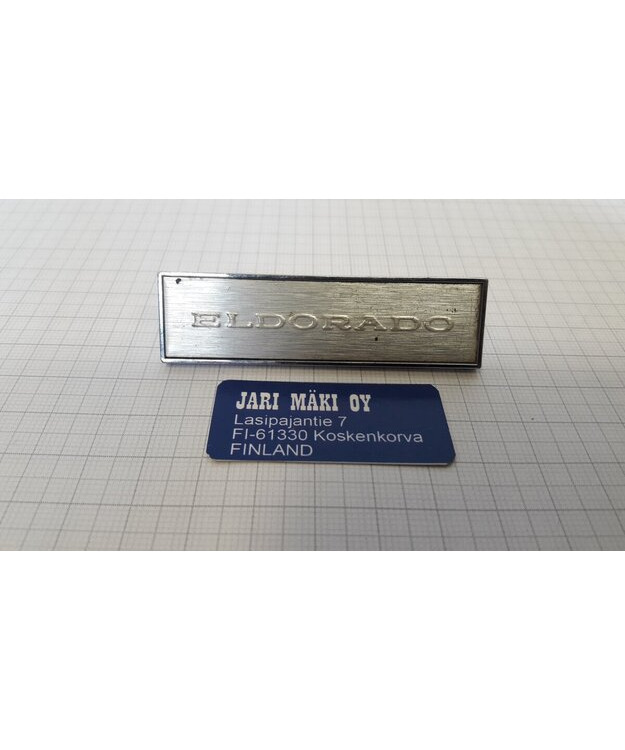 ELDORADO
JARI MÄKI OY
Lasipajantie 7
FI-61330 Koskenkorva
FINLAND